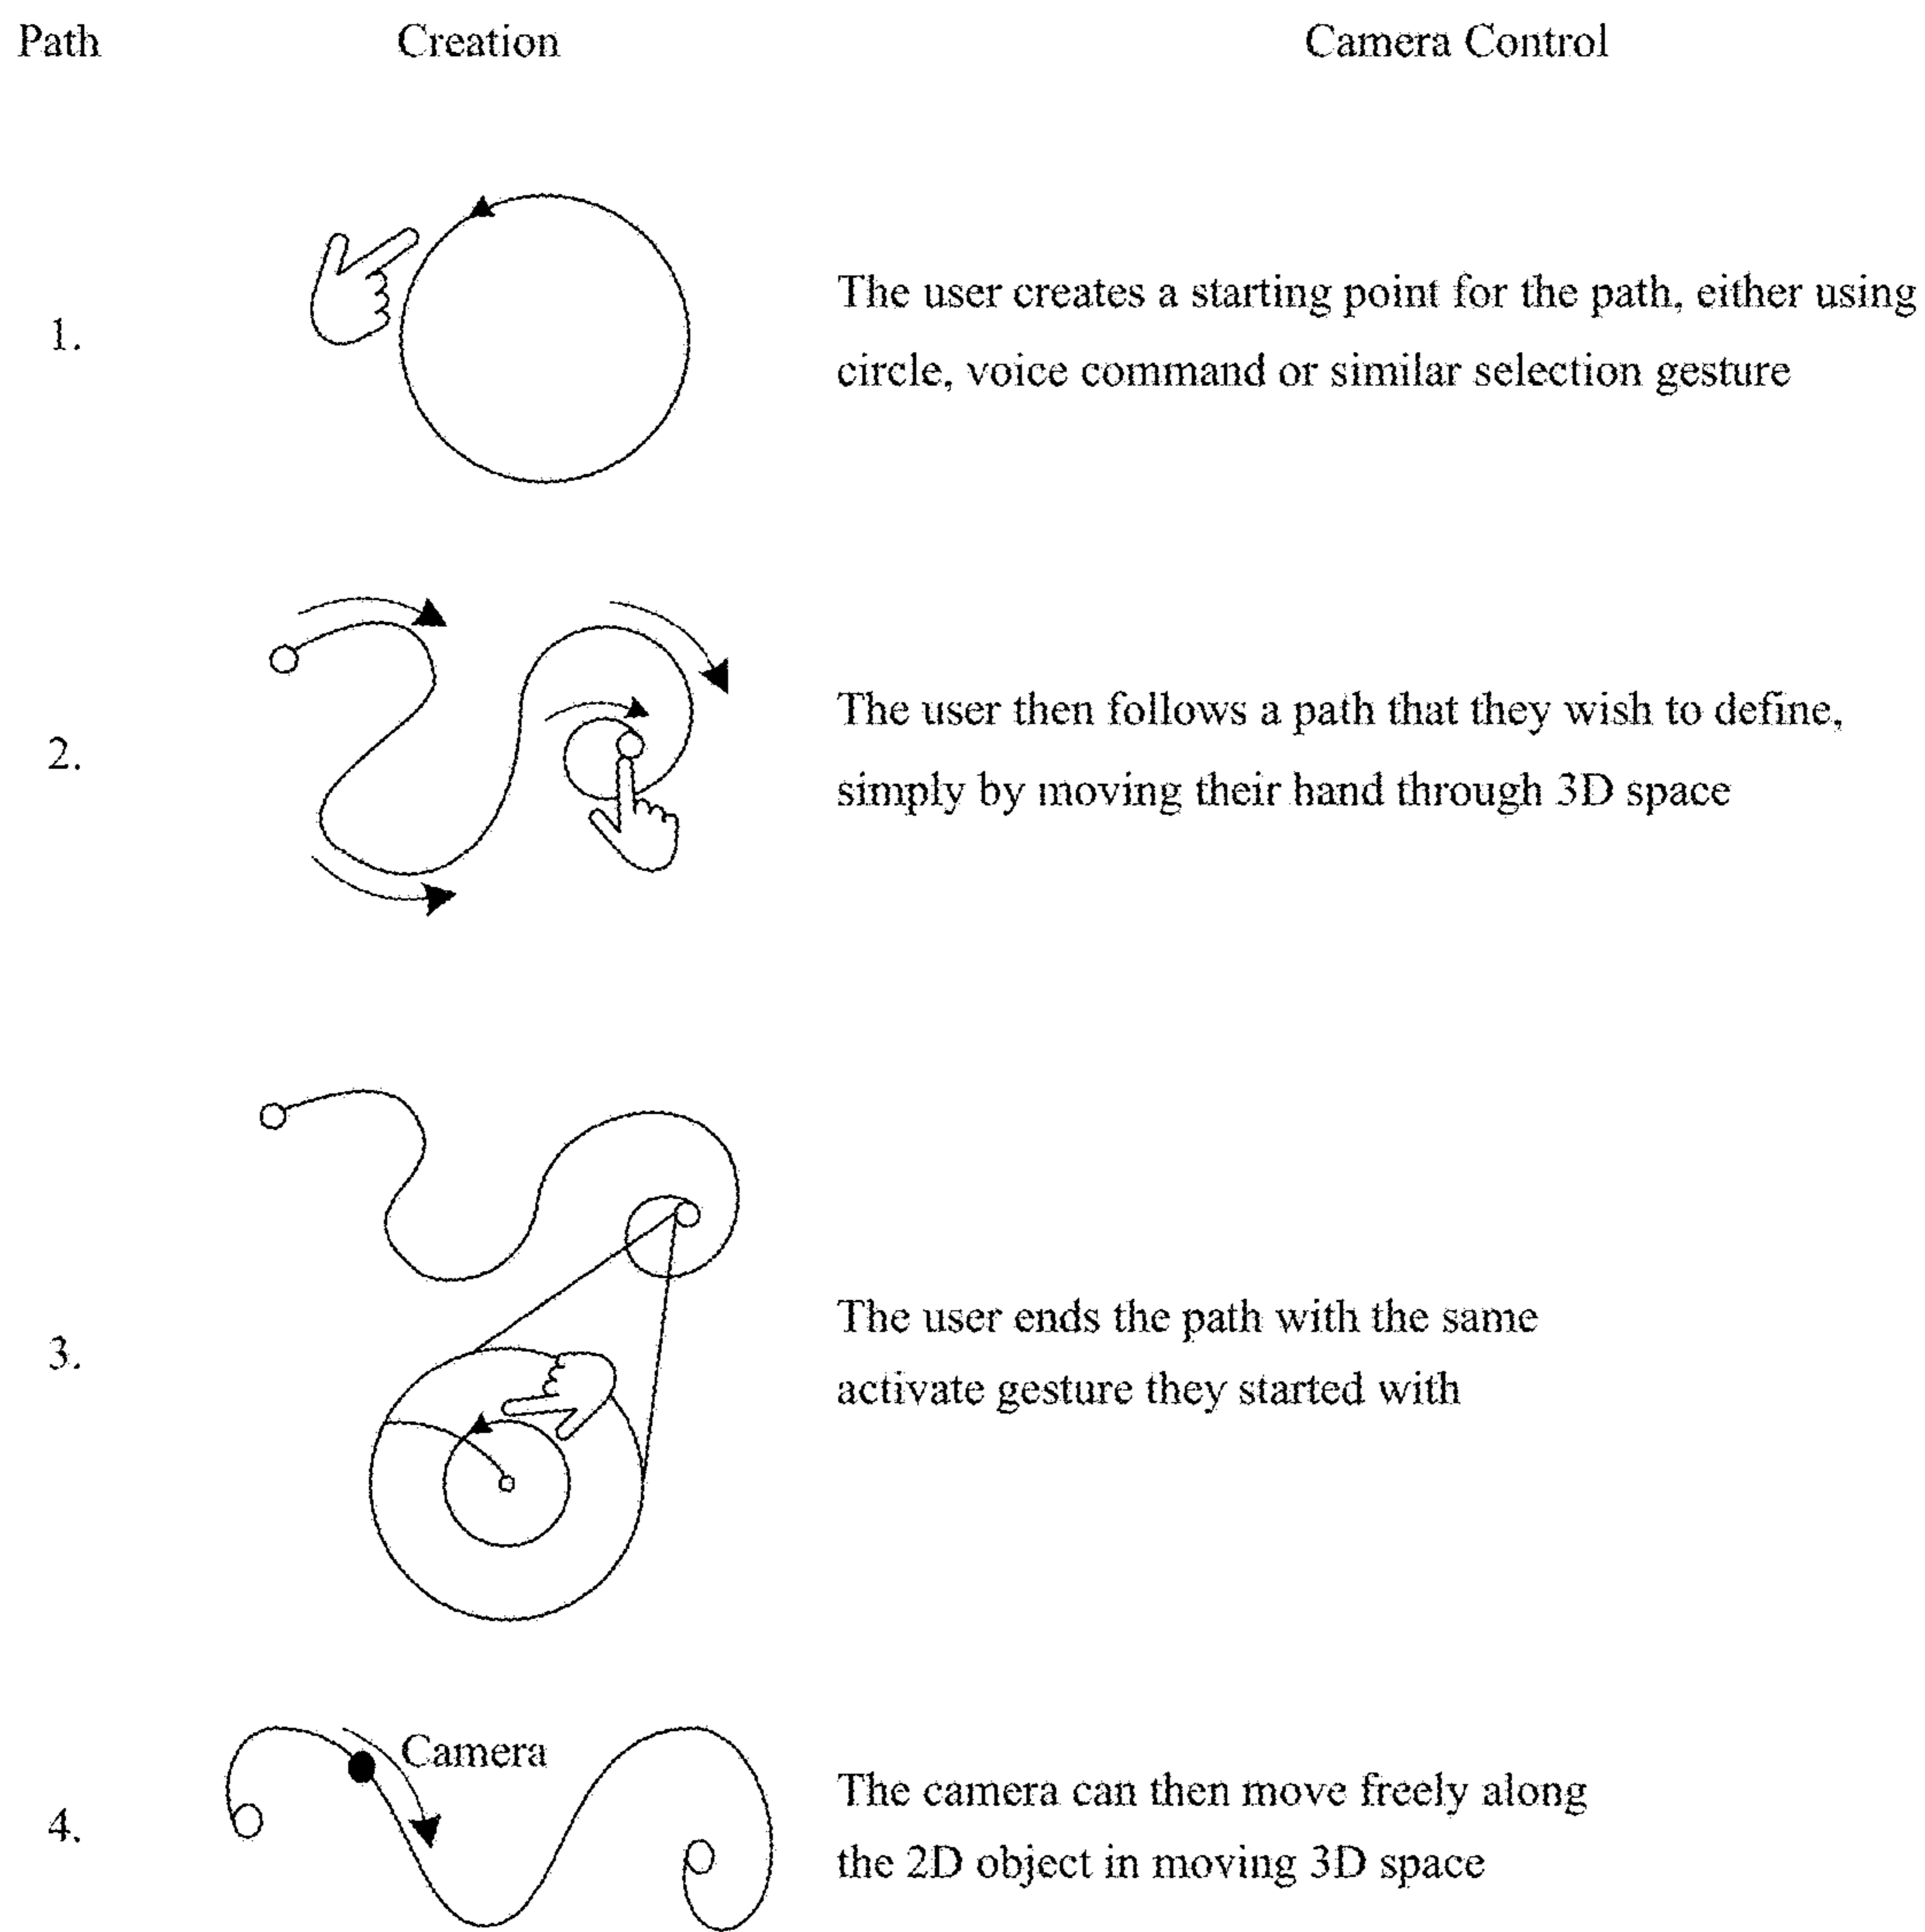 Path Creation Camera Control
1.
The user creates a starting point for the path, either using
circle, voice command or similar selection gesture
2.
The user then follows a path that they wish to define,
simply by moving their hand through 3D space
3.
The user ends the path with the same
activate gesture they started with
4.
Camera
The camera can then move freely along
the 2D object in moving 3D space